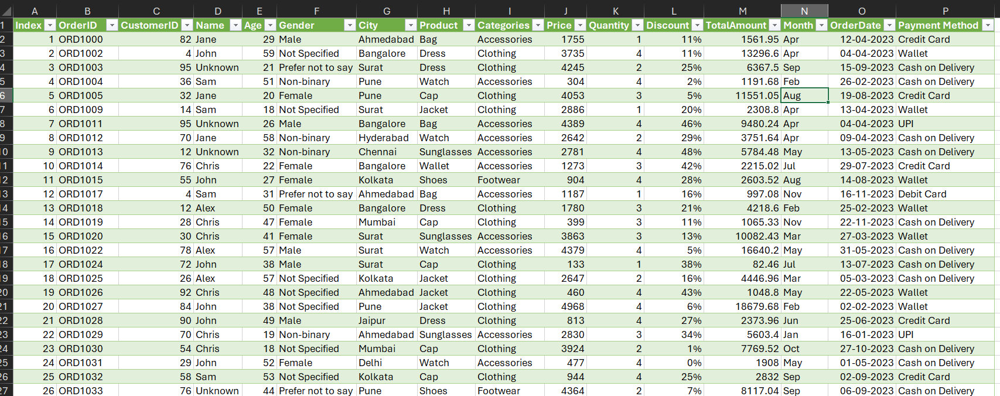 A B C D E F G H I J K L M N O P
1 Index OrderID CustomerID Name Age Gender City Product Categories Price Quantity Discount TotalAmount Month OrderDate Payment Method
2 1 ORD1000 82 Jane 29 Male Ahmedabad Bag Accessories 1755 1 11% 1561.95 Apr 12-04-2023 Credit Card
3 2 ORD1002 4 John 59 Not Specified Bangalore Dress Clothing 3735 4 11% 13296.6 Apr 04-04-2023 Wallet
4 3 ORD1003 95 Unknown 21 Prefer not to say Surat Dress Clothing 4245 2 25% 6367.5 Sep 15-09-2023 Cash on Delivery
5 4 ORD1004 36 Sam 51 Non-binary Pune Watch Accessories 304 4 2% 1191.68 Feb 26-02-2023 Cash on Delivery
6 5 ORD1005 32 Jane 20 Female Pune Cap Clothing 4053 3 5% 11551.05 Aug 19-08-2023 Credit Card
7 6 ORD1009 14 Sam 18 Not Specified Surat Jacket Clothing 2886 1 20% 2308.8 Apr 13-04-2023 Wallet
8 7 ORD1011 95 Unknown 26 Male Bangalore Bag Accessories 4389 4 46% 9480.24 Apr 04-04-2023 UPI
9 8 ORD1012 70 Jane 58 Non-binary Hyderabad Watch Accessories 2642 2 29% 3751.64 Apr 09-04-2023 Cash on Delivery
10 9 ORD1013 12 Unknown 32 Non-binary Chennai Sunglasses Accessories 2781 4 48% 5784.48 May 13-05-2023 Cash on Delivery
11 10 ORD1014 76 Chris 22 Female Bangalore Wallet Accessories 1273 3 42% 2215.02 Jul 29-07-2023 Credit Card
12 11 ORD1015 55 John 27 Female Kolkata Shoes Footwear 904 4 28% 2603.52 Aug 14-08-2023 Wallet
13 12 ORD1017 4 Sam 31 Prefer not to say Ahmedabad Bag Accessories 1187 1 16% 997.08 Nov 16-11-2023 Debit Card
14 13 ORD1018 12 Alex 50 Female Bangalore Dress Clothing 1780 3 21% 4218.6 Feb 25-02-2023 Wallet
15 14 ORD1019 28 Chris 47 Female Mumbai Cap Clothing 399 3 11% 1065.33 Nov 22-11-2023 Cash on Delivery
16 15 ORD1020 30 Chris 41 Female Surat Sunglasses Accessories 3863 3 13% 10082.43 Mar 27-03-2023 Wallet
17 16 ORD1022 78 Alex 57 Male Surat Watch Accessories 4379 4 5% 16640.2 May 31-05-2023 Cash on Delivery
18 17 ORD1024 72 John 38 Male Surat Cap Clothing 133 1 38% 82.46 Jul 13-07-2023 Cash on Delivery
19 18 ORD1025 26 Alex 57 Not Specified Kolkata Jacket Clothing 2647 2 16% 4446.96 Mar 05-03-2023 Cash on Delivery
20 19 ORD1026 92 Chris 48 Not Specified Ahmedabad Jacket Clothing 460 4 43% 1048.8 May 22-05-2023 Wallet
21 20 ORD1027 84 John 38 Not Specified Pune Jacket Clothing 4968 4 6% 18679.68 Feb 02-02-2023 Wallet
22 21 ORD1028 90 John 49 Male Jaipur Dress Clothing 813 4 27% 2373.96 Jun 25-06-2023 Credit Card
23 22 ORD1029 70 Chris 19 Non-binary Ahmedabad Sunglasses Accessories 2830 3 34% 5603.4 Jan 16-01-2023 UPI
24 23 ORD1030 54 Chris 18 Not Specified Mumbai Cap Clothing 3924 2 1% 7769.52 Oct 27-10-2023 Cash on Delivery
25 24 ORD1031 29 John 52 Female Delhi Watch Accessories 477 4 0% 1908 May 01-05-2023 Cash on Delivery
26 25 ORD1032 58 Sam 53 Not Specified Kolkata Cap Clothing 944 4 25% 2832 Sep 02-09-2023 Credit Card
27 26 ORD1033 76 Unknown 44 Prefer not to say Pune Shoes Footwear 4364 2 7% 8117.04 Sep 06-09-2023 Cash on Delivery